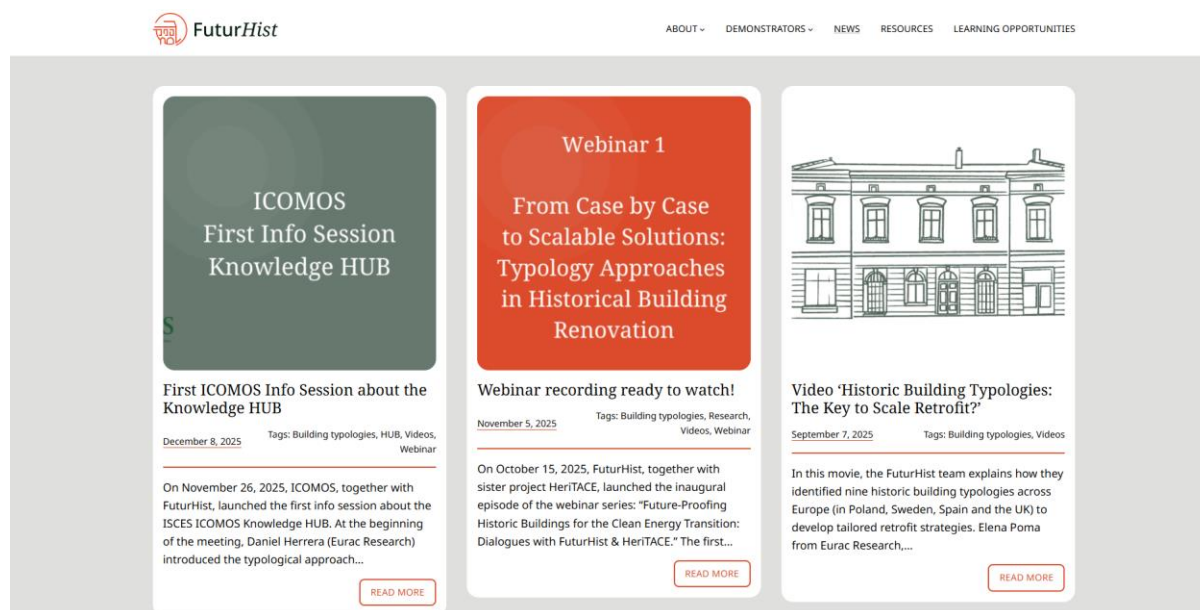 FuturHist
ABOUT
DEMONSTRATORS
NEWS
RESOURCES
LEARNING OPPORTUNITIES
ICOMOS
First Info Session
Knowledge HUB
S
First ICOMOS Info Session about the
Knowledge HUB
December 8, 2025
Tags: Building typologies, HUB, Videos,
Webinar
On November 26, 2025, ICOMOS, together with
FuturHist, launched the first info session about the
ISCES ICOMOS Knowledge HUB. At the beginning
of the meeting, Daniel Herrera (Eurac Research)
introduced the typological approach...
READ MORE
Webinar 1
From Case by Case
to Scalable Solutions:
Typology Approaches
in Historical Building
Renovation
Webinar recording ready to watch!
November 5, 2025
Tags: Building typologies, Research,
Videos, Webinar
On October 15, 2025, FuturHist, together with
sister project HeriTACE, launched the inaugural
episode of the webinar series: “Future-Proofing
Historic Buildings for the Clean Energy Transition:
Dialogues with FuturHist & HeriTACE.” The first...
READ MORE
Video ‘Historic Building Typologies:
The Key to Scale Retrofit?’
September 7, 2025
Tags: Building typologies, Videos
In this movie, the FuturHist team explains how they
identified nine historic building typologies across
Europe (in Poland, Sweden, Spain and the UK) to
develop tailored retrofit strategies. Elena Poma
from Eurac Research,...
READ MORE